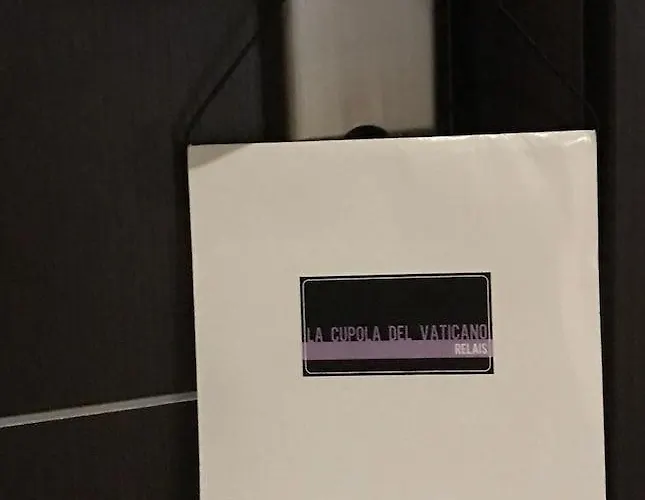 LA CUPOLA DEL VATICANO
RELAIS